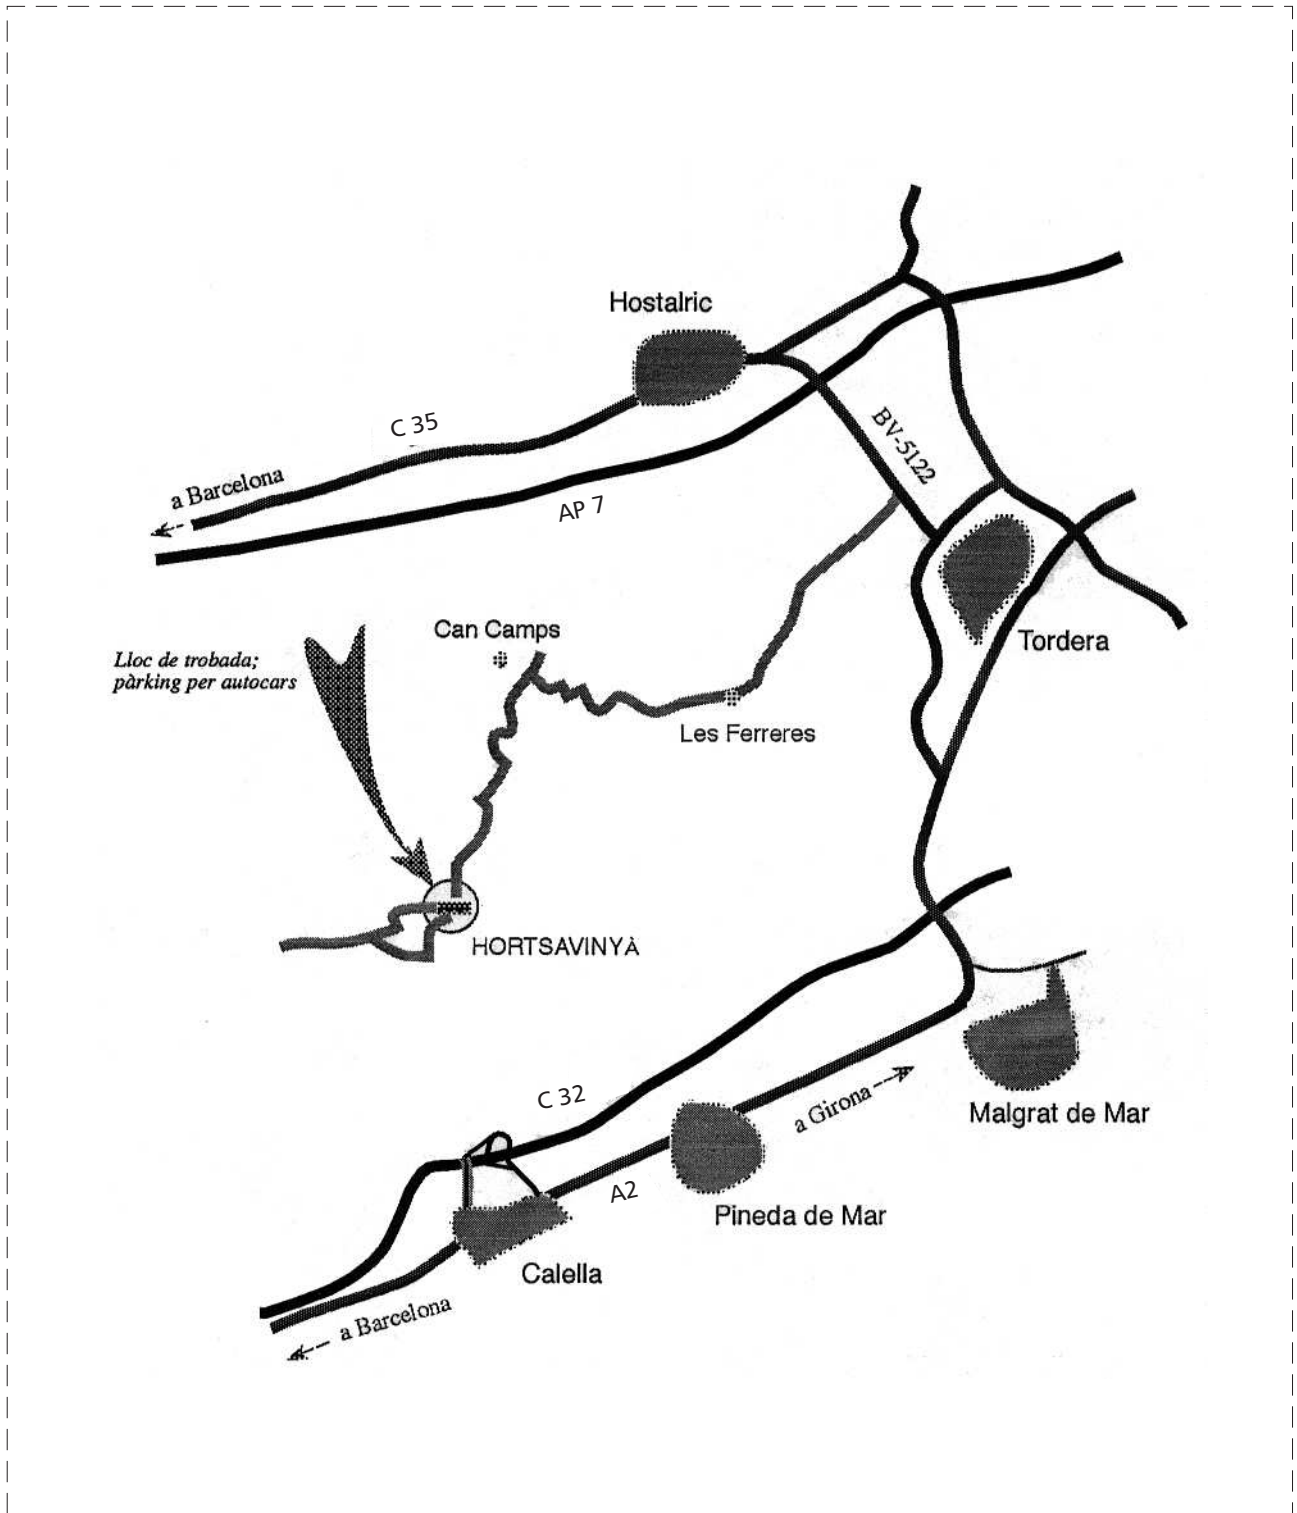 Hostalric
C 35
BV-5122
a Barcelona
AP 7
Can Camps
Tordera
Lloc de trobada;
pàrking per autocars
Les Ferreres
HORTSAVINYÀ
C 32
a Girona
Malgrat de Mar
A2
Pineda de Mar
Calella
a Barcelona